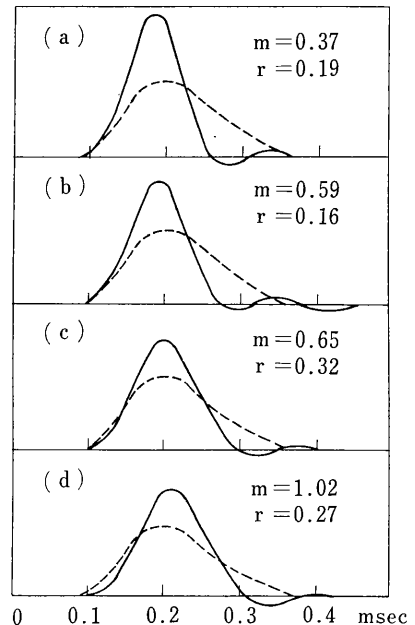 (a)
m=0.37
r=0.19
(b)
m=0.59
r=0.16
(c)
m=0.65
r=0.32
(d)
m=1.02
r=0.27
0 0.1 0.2 0.3 0.4 msec